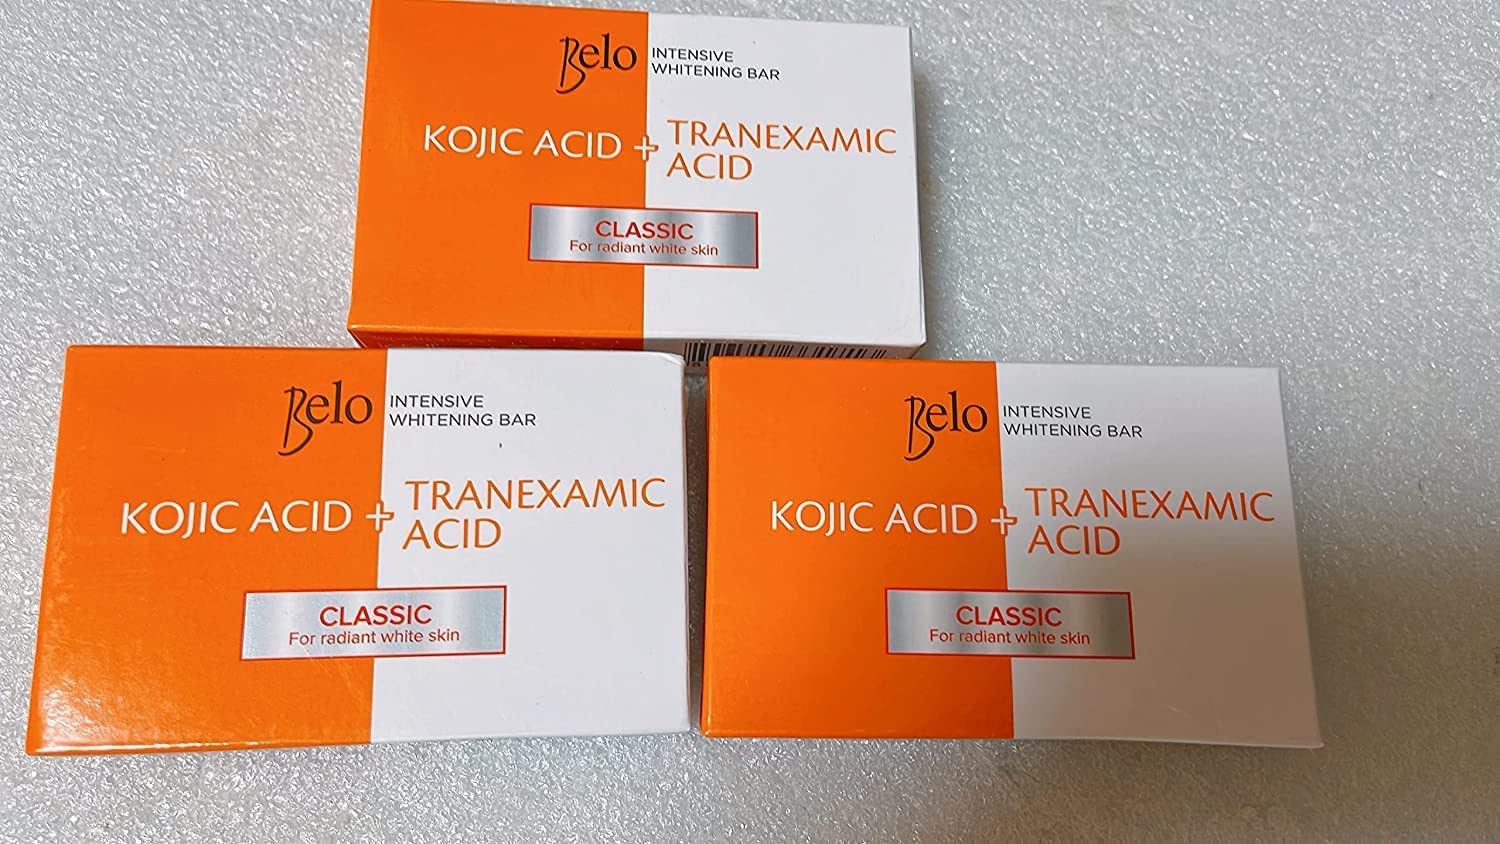 Belo
INTENSIVE
WHITENING BAR
KOJIC ACID + TRANEXAMIC
ACID
CLASSIC
For radiant white skin
Belo
INTENSIVE
WHITENING BAR
KOJIC ACID + TRANEXAMIC
ACID
CLASSIC
For radiant white skin
Belo
INTENSIVE
WHITENING BAR
KOJIC ACID + TRANEXAMIC
ACID
CLASSIC
For radiant white skin